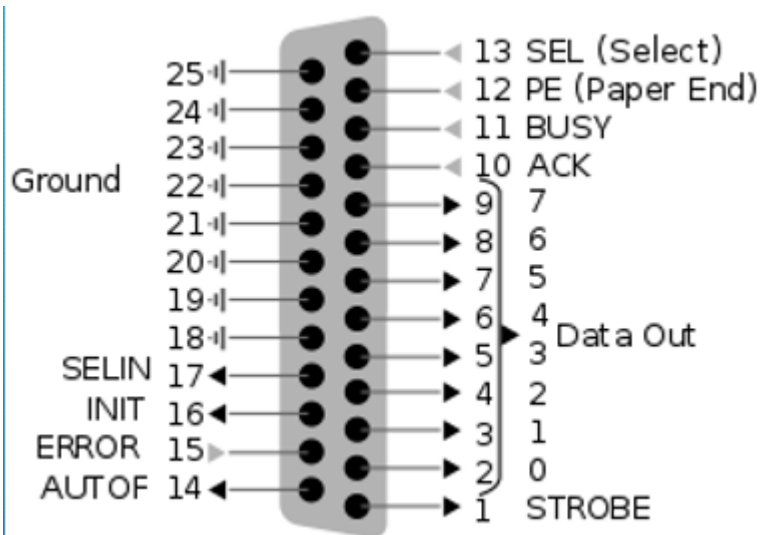 13 SEL (Select)
25
12 PE (Paper End)
24
11 BUSY
23
10 ACK
Ground
22
9 7
21
8 6
20
7 5
19
6 4
18
Data Out
5 3
SELIN 17
4 2
INIT 16
3 1
ERROR 15
2 0
AUTOF 14
1 STROBE